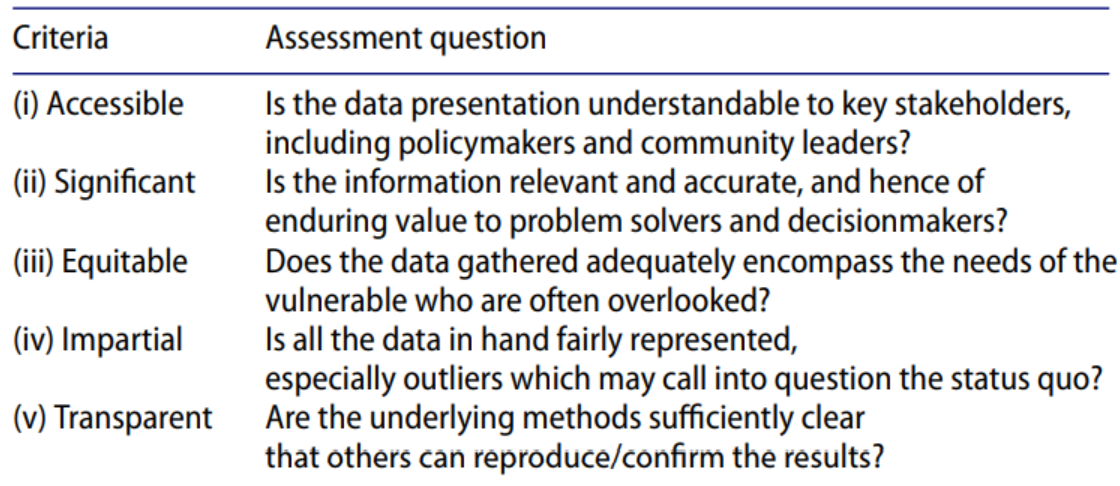 Criteria Assessment question
(i) Accessible Is the data presentation understandable to key stakeholders,
including policymakers and community leaders?
(ii) Significant Is the information relevant and accurate, and hence of
enduring value to problem solvers and decisionmakers?
(iii) Equitable Does the data gathered adequately encompass the needs of the
vulnerable who are often overlooked?
(iv) Impartial Is all the data in hand fairly represented,
especially outliers which may call into question the status quo?
(v) Transparent Are the underlying methods sufficiently clear
that others can reproduce/confirm the results?